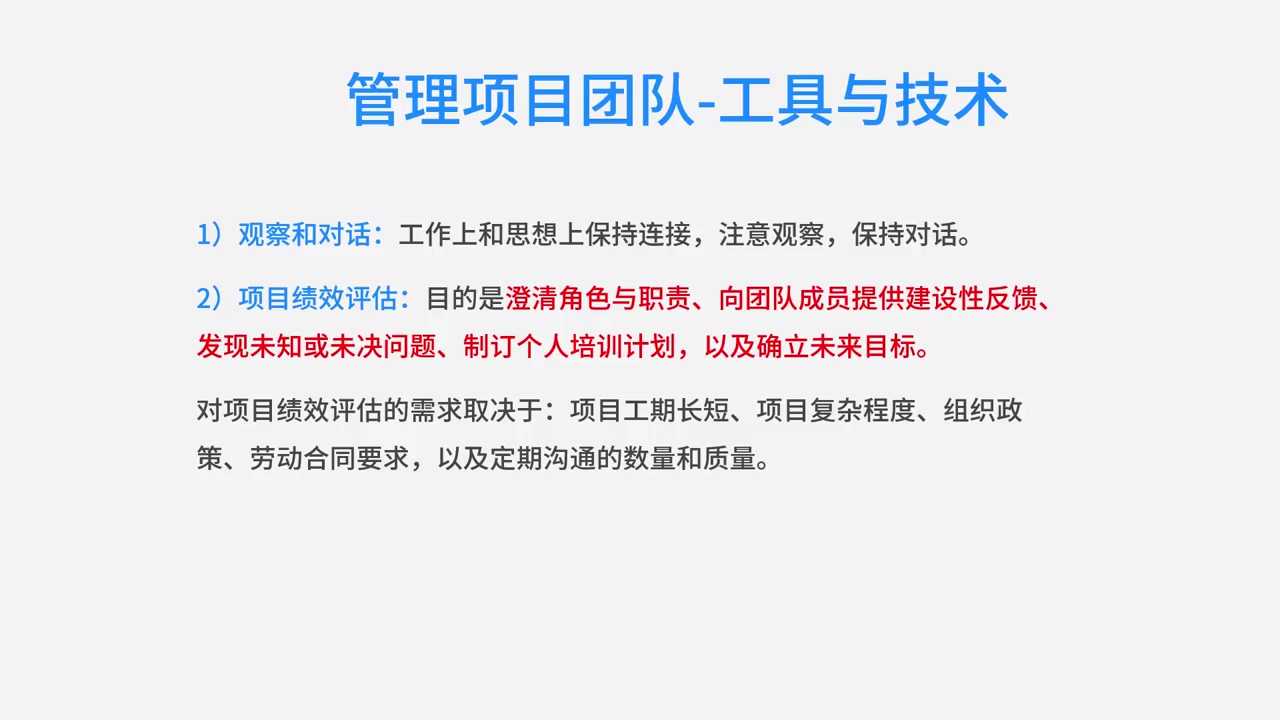 管理项目团队-工具与技术
1）观察和对话：工作上和思想上保持连接，注意观察，保持对话。
2）项目绩效评估：目的是澄清角色与职责、向团队成员提供建设性反馈、
发现未知或未决问题、制订个人培训计划，以及确立未来目标。
对项目绩效评估的需求取决于：项目工期长短、项目复杂程度、组织政
策、劳动合同要求，以及定期沟通的数量和质量。